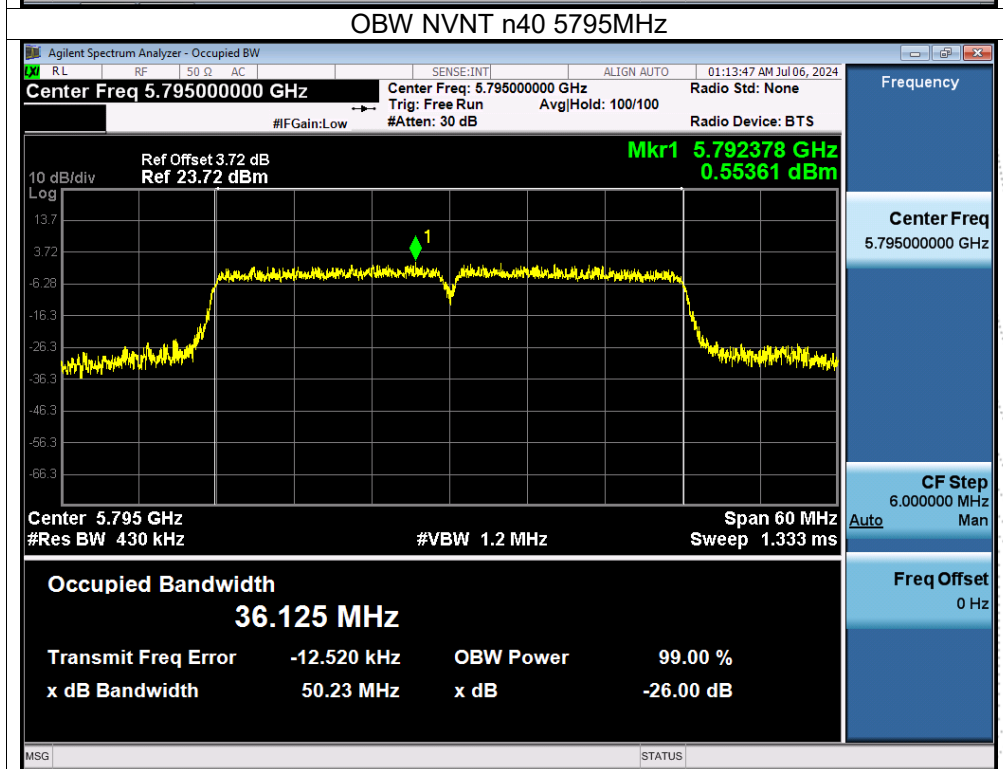 OBW NVNT n40 5795MHz
Agilent Spectrum Analyzer - Occupied BW
LXI RL RF 50 Ω AC SENSE:INT ALIGN AUTO 01:13:47 AM Jul 06, 2024
Center Freq 5.795000000 GHz
Center Freq: 5.795000000 GHz Radio Std: None
Trig: Free Run Avg|Hold: 100/100
#IFGain:Low #Atten: 30 dB Radio Device: BTS
Frequency
Mkr1 5.792378 GHz
0.55361 dBm
Ref Offset 3.72 dB
10 dB/div Ref 23.72 dBm
Log
13.7
3.72
-6.28
-16.3
-26.3
-36.3
-46.3
-56.3
-66.3
1
Center 5.795 GHz Span 60 MHz
#Res BW 430 kHz #VBW 1.2 MHz Sweep 1.333 ms
Center Freq
5.795000000 GHz
CF Step
6.000000 MHz
Auto Man
Freq Offset
0 Hz
Occupied Bandwidth
36.125 MHz
Transmit Freq Error -12.520 kHz OBW Power 99.00 %
x dB Bandwidth 50.23 MHz x dB -26.00 dB
MSG STATUS